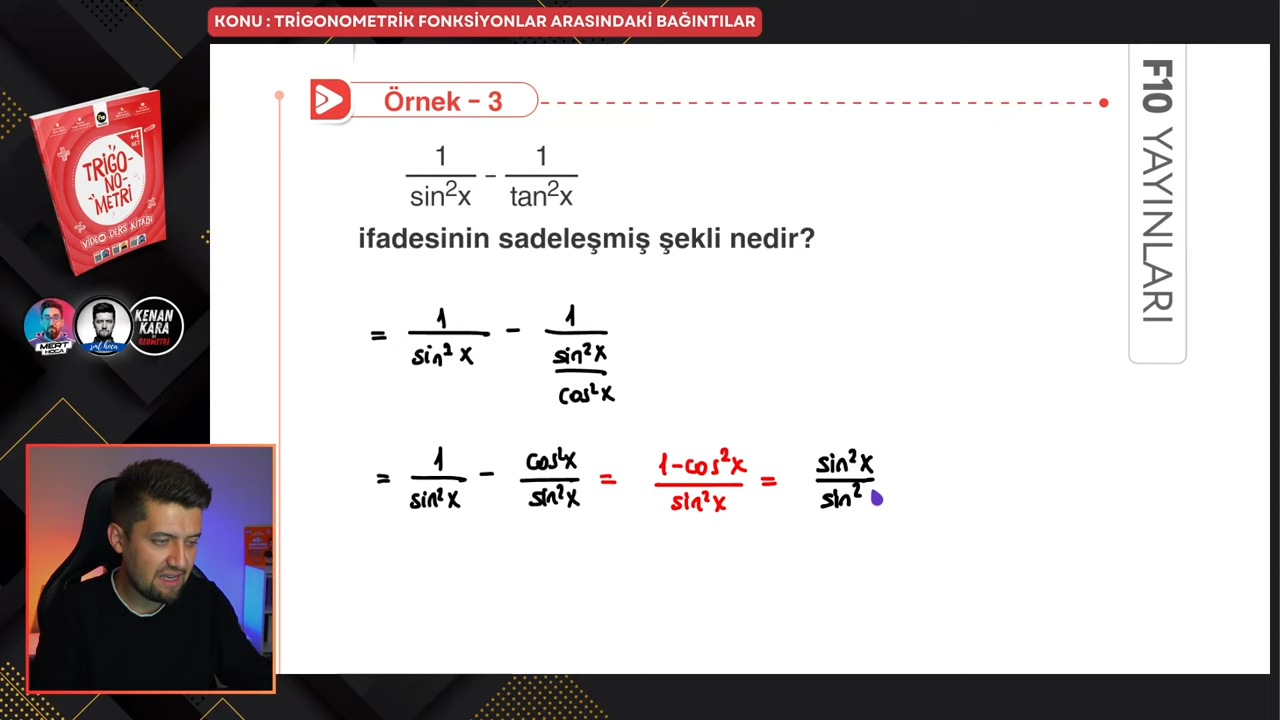 KONU : TRİGONOMETRİK FONKSİYONLAR ARASINDAKİ BAĞINTILAR
Örnek – 3
1/sin²x - 1/tan²x
ifadesinin sadeleşmiş şekli nedir?
= 1/sin²x - 1/(sin²x/cos²x)
= 1/sin²x - cos²x/sin²x = 1-cos²x/sin²x = sin²x/sin²
F10 YAYINLARI
+4 NET
TRİGO-
NO-
METRİ
VİDEO DERS KİTABI
MERT HOCA
KENAN
KARA
GEOMETRİ